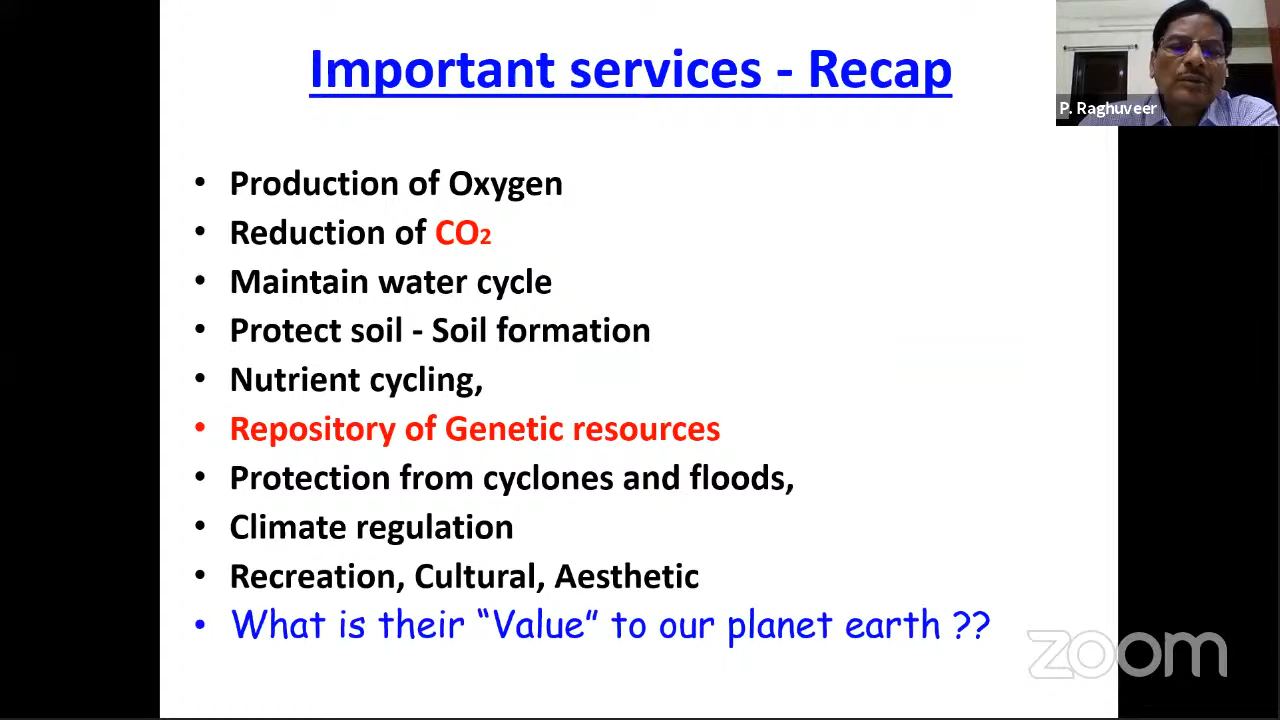 Important services - Recap
P. Raghuveer
• Production of Oxygen
• Reduction of CO₂
• Maintain water cycle
• Protect soil - Soil formation
• Nutrient cycling,
• Repository of Genetic resources
• Protection from cyclones and floods,
• Climate regulation
• Recreation, Cultural, Aesthetic
• What is their “Value” to our planet earth ??
zoom